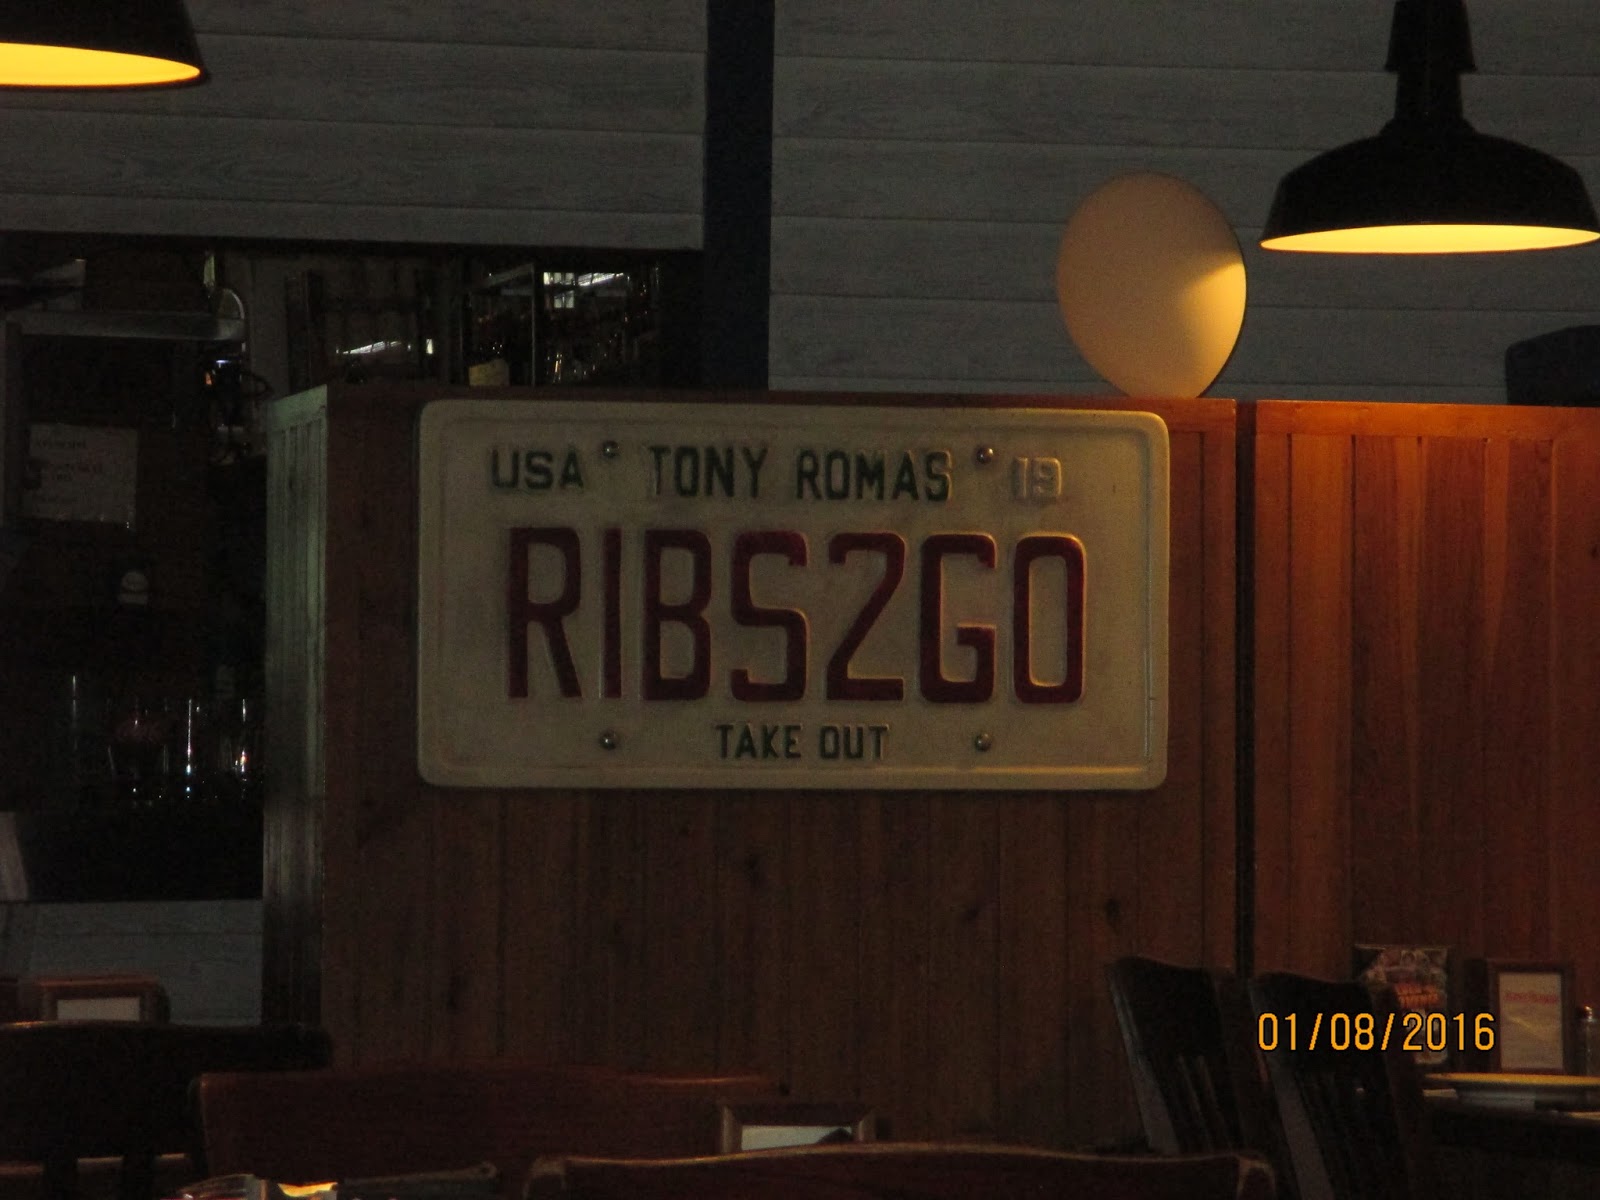 USA TONY ROMAS 19
RIBS2GO
TAKE OUT
01/08/2016